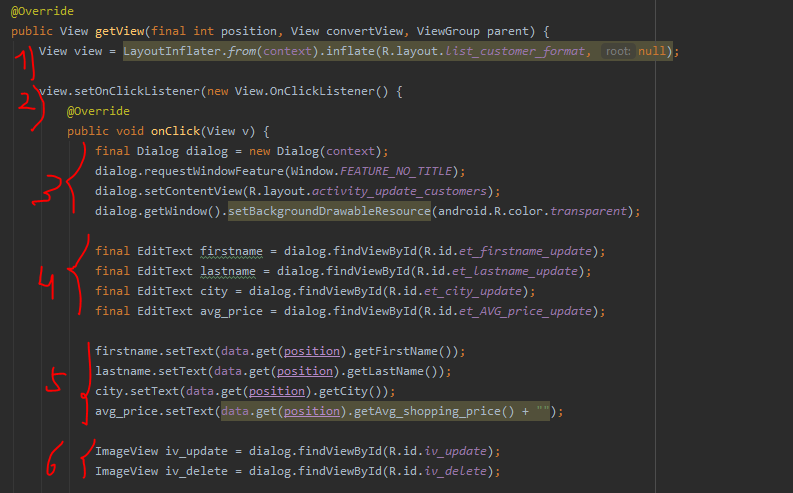 @Override
public View getView(final int position, View convertView, ViewGroup parent) {
1) View view = LayoutInflater.from(context).inflate(R.layout.list_customer_format, root: null);
2) view.setOnClickListener(new View.OnClickListener() {
@Override
public void onClick(View v) {
3 final Dialog dialog = new Dialog(context);
dialog.requestWindowFeature(Window.FEATURE_NO_TITLE);
dialog.setContentView(R.layout.activity_update_customers);
dialog.getWindow().setBackgroundDrawableResource(android.R.color.transparent);
4 final EditText firstname = dialog.findViewById(R.id.et_firstname_update);
final EditText lastname = dialog.findViewById(R.id.et_lastname_update);
final EditText city = dialog.findViewById(R.id.et_city_update);
final EditText avg_price = dialog.findViewById(R.id.et_AVG_price_update);
5 firstname.setText(data.get(position).getFirstName());
lastname.setText(data.get(position).getLastName());
city.setText(data.get(position).getCity());
avg_price.setText(data.get(position).getAvg_shopping_price() + "");
6 ImageView iv_update = dialog.findViewById(R.id.iv_update);
ImageView iv_delete = dialog.findViewById(R.id.iv_delete);